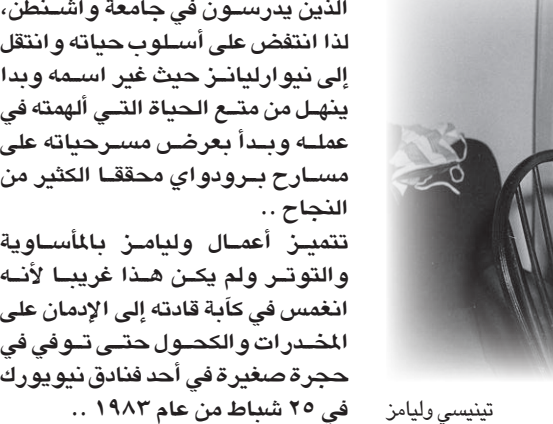 الذين يدرسون في جامعة واشنطن،
لذا انتفض على أسلوب حياته وانتقل
إلى نيوارليانز حيث غير اسمه وبدا
ينهل من متع الحياة التي ألهمته في
عمله وبدأ بعرض مسرحياته على
مسارح برودواي محققا الكثير من
النجاح ..
تتميز أعمال وليامز بالمأساوية
والتوتر ولم يكن هذا غريبا لأنه
انغمس في كآبة قادته إلى الإدمان على
المخدرات والكحول حتى توفي في
حجرة صغيرة في أحد فنادق نيويورك
في ٢٥ شباط من عام ١٩٨٣ ..
تينيسي وليامز